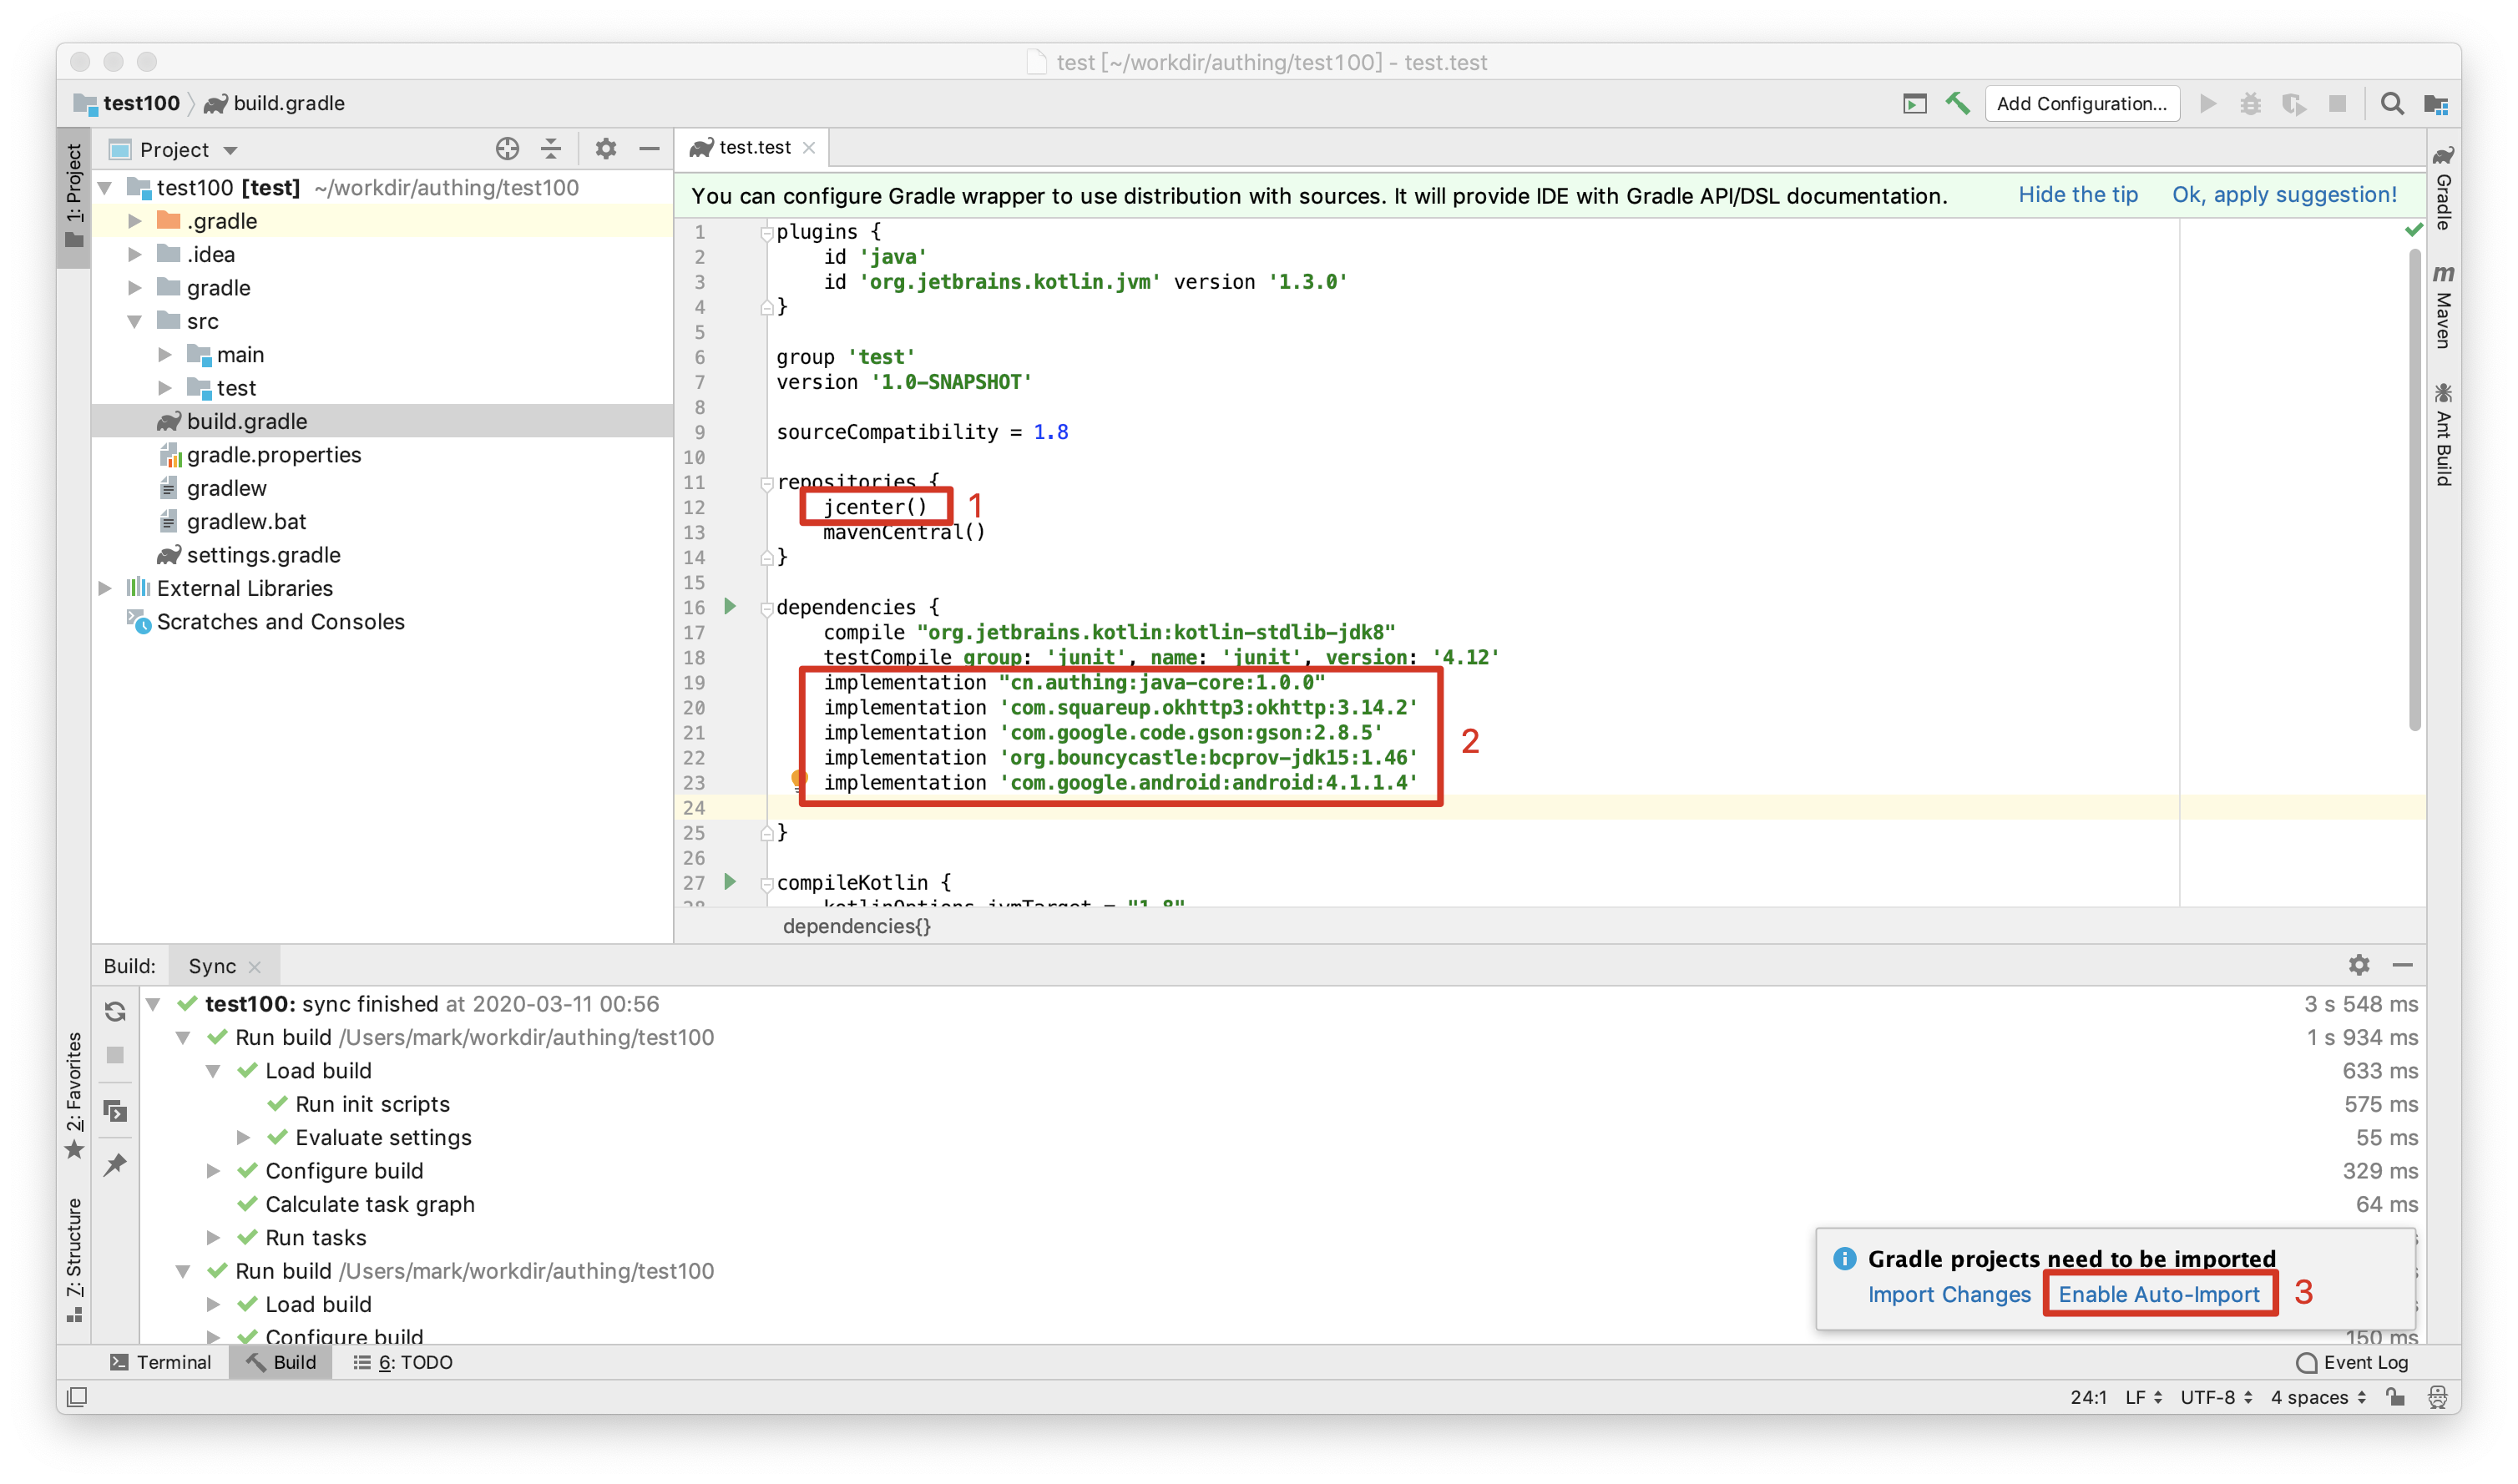 test [~/workdir/authing/test100] - test.test
test100 build.gradle
Add Configuration...
1: Project
Project
test100 [test] ~/workdir/authing/test100
.gradle
.idea
gradle
src
main
test
build.gradle
gradle.properties
gradlew
gradlew.bat
settings.gradle
External Libraries
Scratches and Consoles
test.test
You can configure Gradle wrapper to use distribution with sources. It will provide IDE with Gradle API/DSL documentation. Hide the tip Ok, apply suggestion!
1 plugins {
2 id 'java'
3 id 'org.jetbrains.kotlin.jvm' version '1.3.0'
4 }
5
6 group 'test'
7 version '1.0-SNAPSHOT'
8
9 sourceCompatibility = 1.8
10
11 repositories {
12 jcenter() 1
13 mavenCentral()
14 }
15
16 dependencies {
17 compile "org.jetbrains.kotlin:kotlin-stdlib-jdk8"
18 testCompile group: 'junit', name: 'junit', version: '4.12'
19 implementation "cn.authing:java-core:1.0.0"
20 implementation 'com.squareup.okhttp3:okhttp:3.14.2'
21 implementation 'com.google.code.gson:gson:2.8.5' 2
22 implementation 'org.bouncycastle:bcprov-jdk15:1.46'
23 implementation 'com.google.android:android:4.1.1.4'
24
25 }
26
27 compileKotlin {
28 kotlinOptions.jvmTarget = "1.8"
dependencies{}
Gradle
m Maven
Ant Build
Build: Sync
test100: sync finished at 2020-03-11 00:56 3 s 548 ms
Run build /Users/mark/workdir/authing/test100 1 s 934 ms
Load build 633 ms
Run init scripts 575 ms
Evaluate settings 55 ms
Configure build 329 ms
Calculate task graph 64 ms
Run tasks
Run build /Users/mark/workdir/authing/test100
Load build
Configure build 150 ms
Gradle projects need to be imported
Import Changes Enable Auto-Import 3
2: Favorites
7: Structure
Terminal Build 6: TODO Event Log
24:1 LF UTF-8 4 spaces